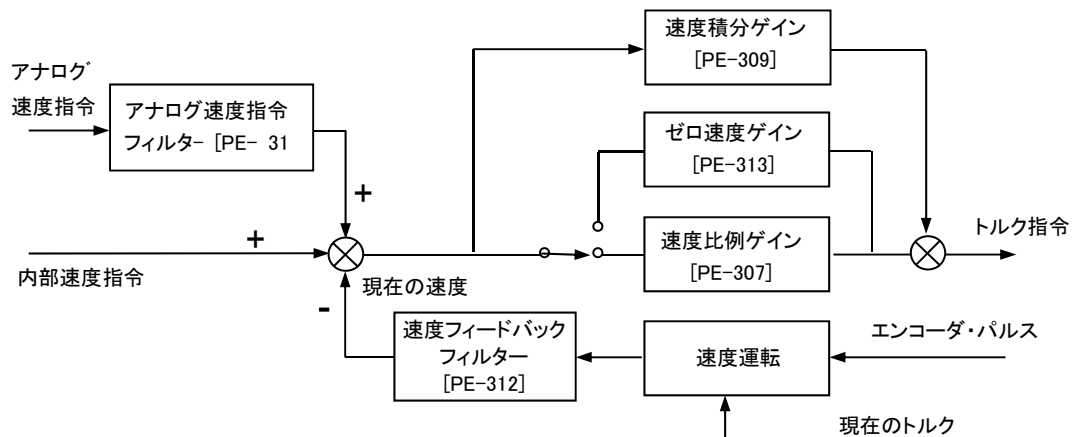 アナログ
速度指令
アナログ速度指令
フィルター [PE- 31
+
+
内部速度指令
-
現在の速度
速度積分ゲイン
[PE-309]
ゼロ速度ゲイン
[PE-313]
速度比例ゲイン
[PE-307]
トルク指令
速度フィードバック
フィルター
[PE-312]
速度運転
エンコーダ・パルス
現在のトルク